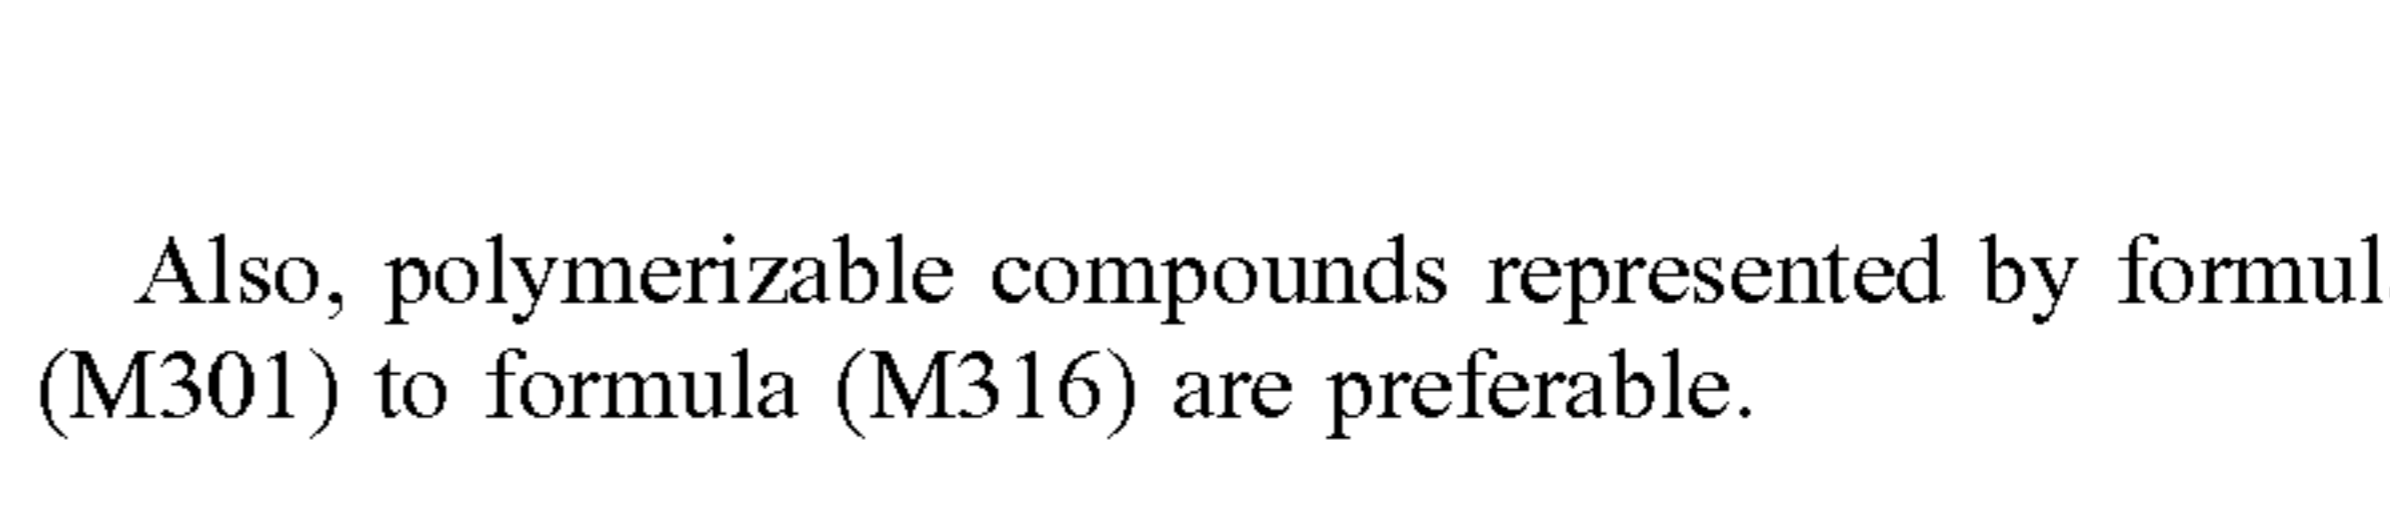 Also, polymerizable compounds represented by formul
(M301) to formula (M316) are preferable.